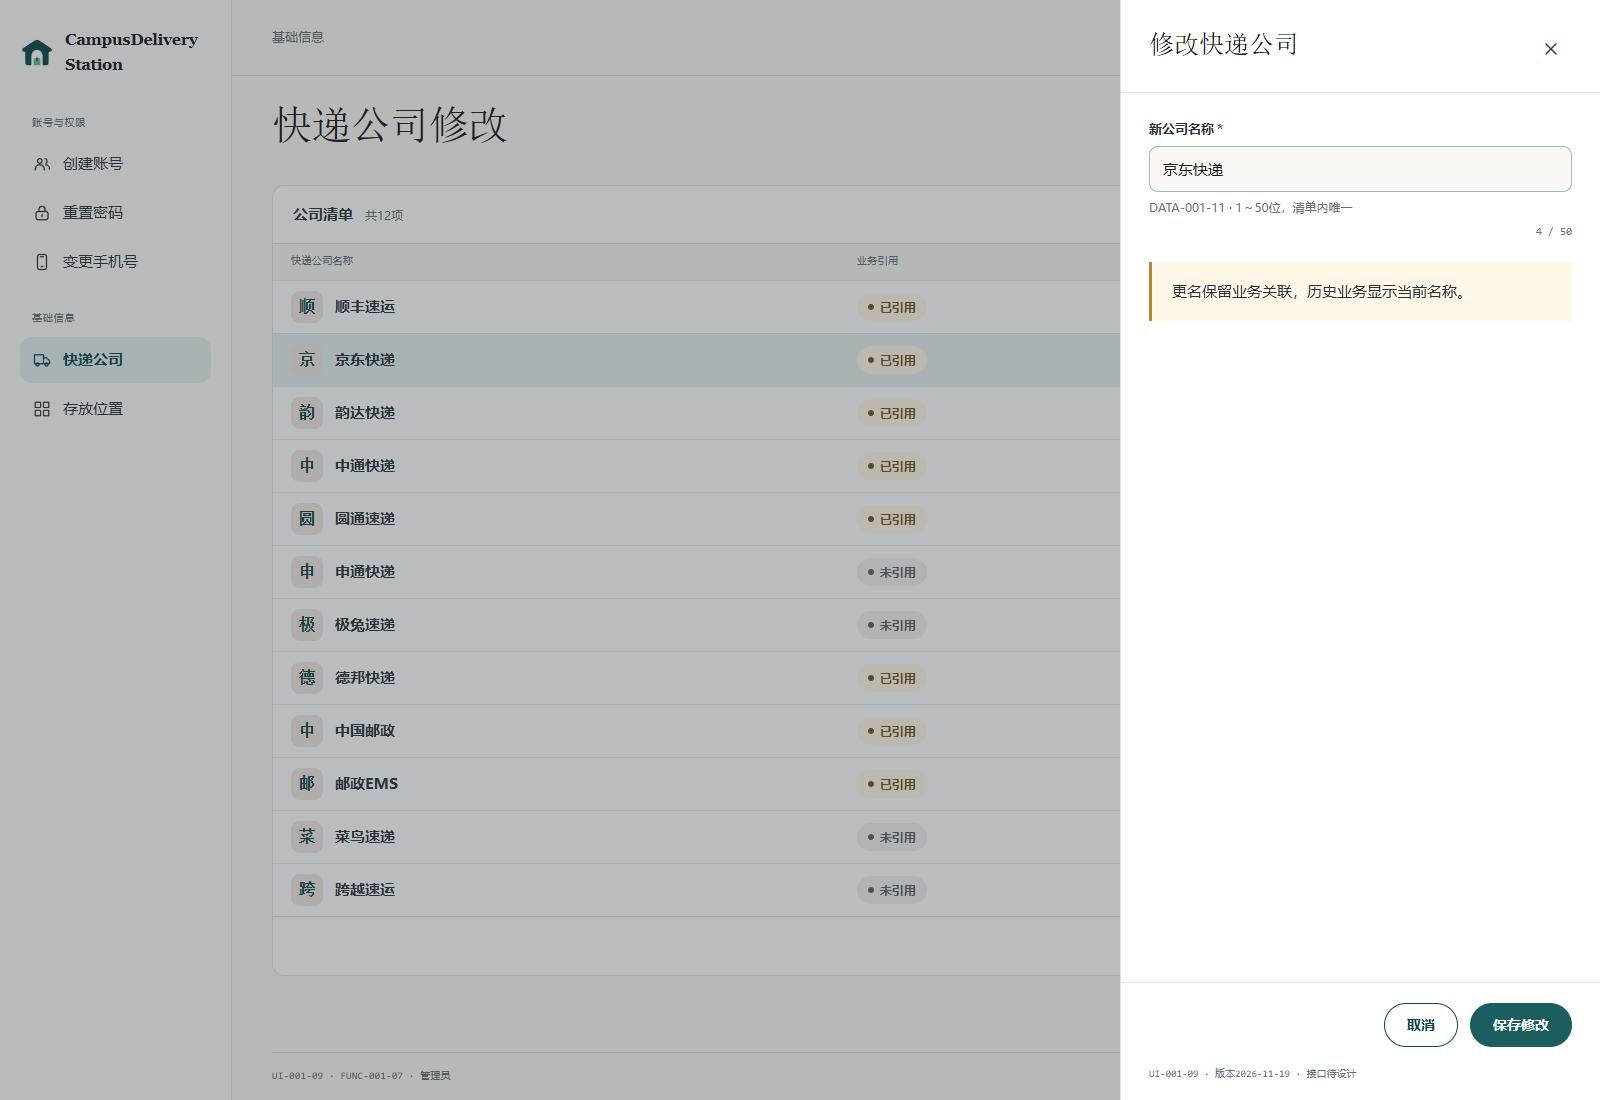 CampusDelivery
Station
账号与权限
创建账号
重置密码
变更手机号
基础信息
快递公司
存放位置
基础信息
快递公司修改
公司清单 共12项
快递公司名称 业务引用
顺 顺丰速运 已引用
京 京东快递 已引用
韵 韵达快递 已引用
中 中通快递 已引用
圆 圆通速递 已引用
申 申通快递 未引用
极 极兔速递 未引用
德 德邦快递 已引用
中 中国邮政 已引用
邮 邮政EMS 已引用
菜 菜鸟速递 未引用
跨 跨越速运 未引用
UI-001-09 · FUNC-001-07 · 管理员
修改快递公司
新公司名称 *
京东快递
DATA-001-11 · 1～50位，清单内唯一
4 / 50
更名保留业务关联，历史业务显示当前名称。
取消 保存修改
UI-001-09 · 版本2026-11-19 · 接口待设计